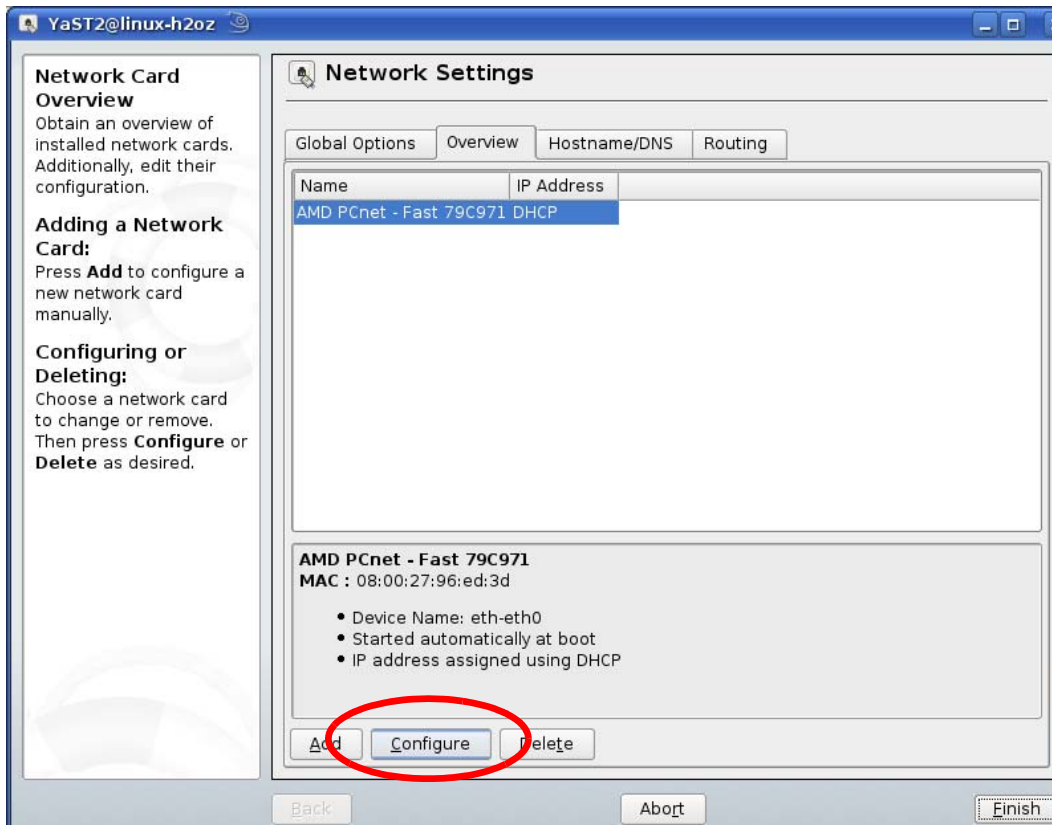 YaST2@linux-h2oz
Network Card
Overview
Obtain an overview of
installed network cards.
Additionally, edit their
configuration.
Adding a Network
Card:
Press Add to configure a
new network card
manually.
Configuring or
Deleting:
Choose a network card
to change or remove.
Then press Configure or
Delete as desired.
Network Settings
Global Options Overview Hostname/DNS Routing
Name IP Address
AMD PCnet - Fast 79C971 DHCP
AMD PCnet - Fast 79C971
MAC : 08:00:27:96:ed:3d
• Device Name: eth-eth0
• Started automatically at boot
• IP address assigned using DHCP
Add Configure Delete
Back Abort Finish